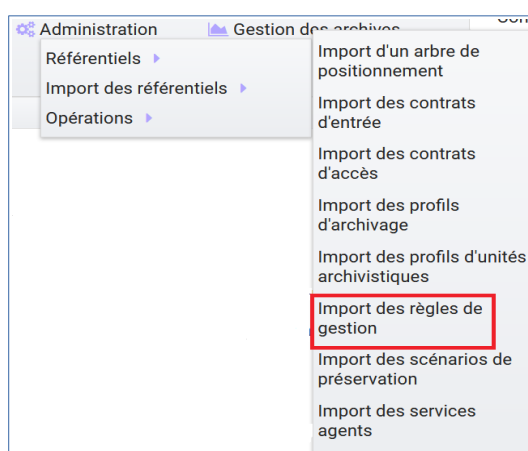 Administration
Gestion des archives
Référentiels
Import des référentiels
Opérations
Import d'un arbre de
positionnement
Import des contrats
d'entrée
Import des contrats
d'accès
Import des profils
d'archivage
Import des profils d'unités
archivistiques
Import des règles de
gestion
Import des scénarios de
préservation
Import des services
agents